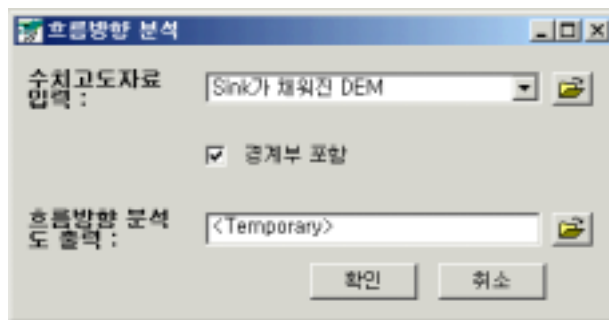 흐름방향 분석
수치고도자료
입력 :
Sink가 채워진 DEM
경계부 포함
흐름방향 분석
도 출력 :
<Temporary>
확인
취소